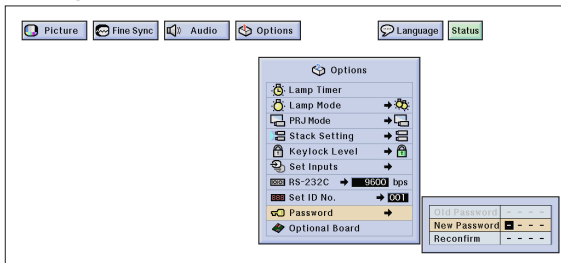 Picture Fine Sync Audio Options Language Status
Options
Lamp Timer
Lamp Mode
PRJ Mode
Stack Setting
Keylock Level
Set Inputs
RS-232C 9600 bps
Set ID No. 001
Password
Optional Board
Old Password - - - -
New Password - - - -
Reconfirm - - - -